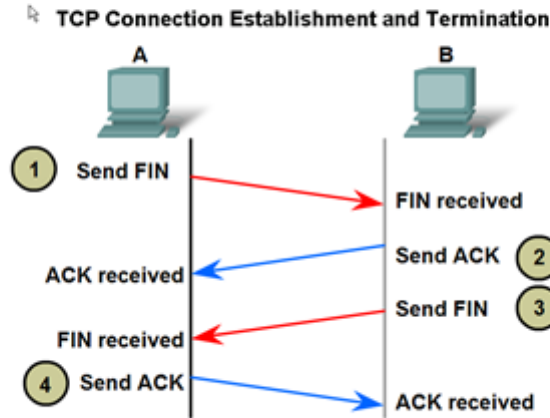 TCP Connection Establishment and Termination
A
B
1
Send FIN
FIN received
Send ACK
2
ACK received
Send FIN
3
FIN received
4
Send ACK
ACK received